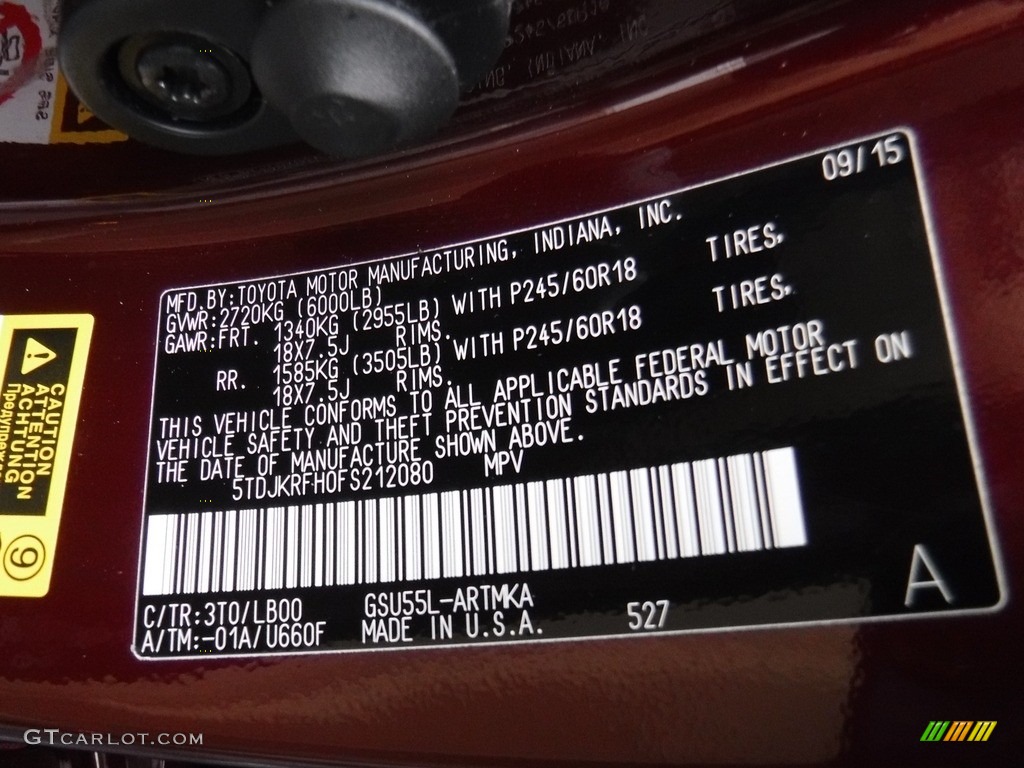 09/15
MFD.BY:TOYOTA MOTOR MANUFACTURING, INDIANA, INC.
GVWR:2720KG (6000LB)
GAWR:FRT. 1340KG (2955LB) WITH P245/60R18 TIRES,
18X7.5J RIMS.
RR. 1585KG (3505LB) WITH P245/60R18 TIRES,
18X7.5J RIMS.
THIS VEHICLE CONFORMS TO ALL APPLICABLE FEDERAL MOTOR
VEHICLE SAFETY AND THEFT PREVENTION STANDARDS IN EFFECT ON
THE DATE OF MANUFACTURE SHOWN ABOVE.
5TDJKRFH0FS212080 MPV
C/TR:3T0/LB00 GSU55L-ARTMKA
A/TM:-01A/U660F MADE IN U.S.A. 527
A
CAUTION
ATTENTION
ACHTUNG
9
GTCARLOT.COM